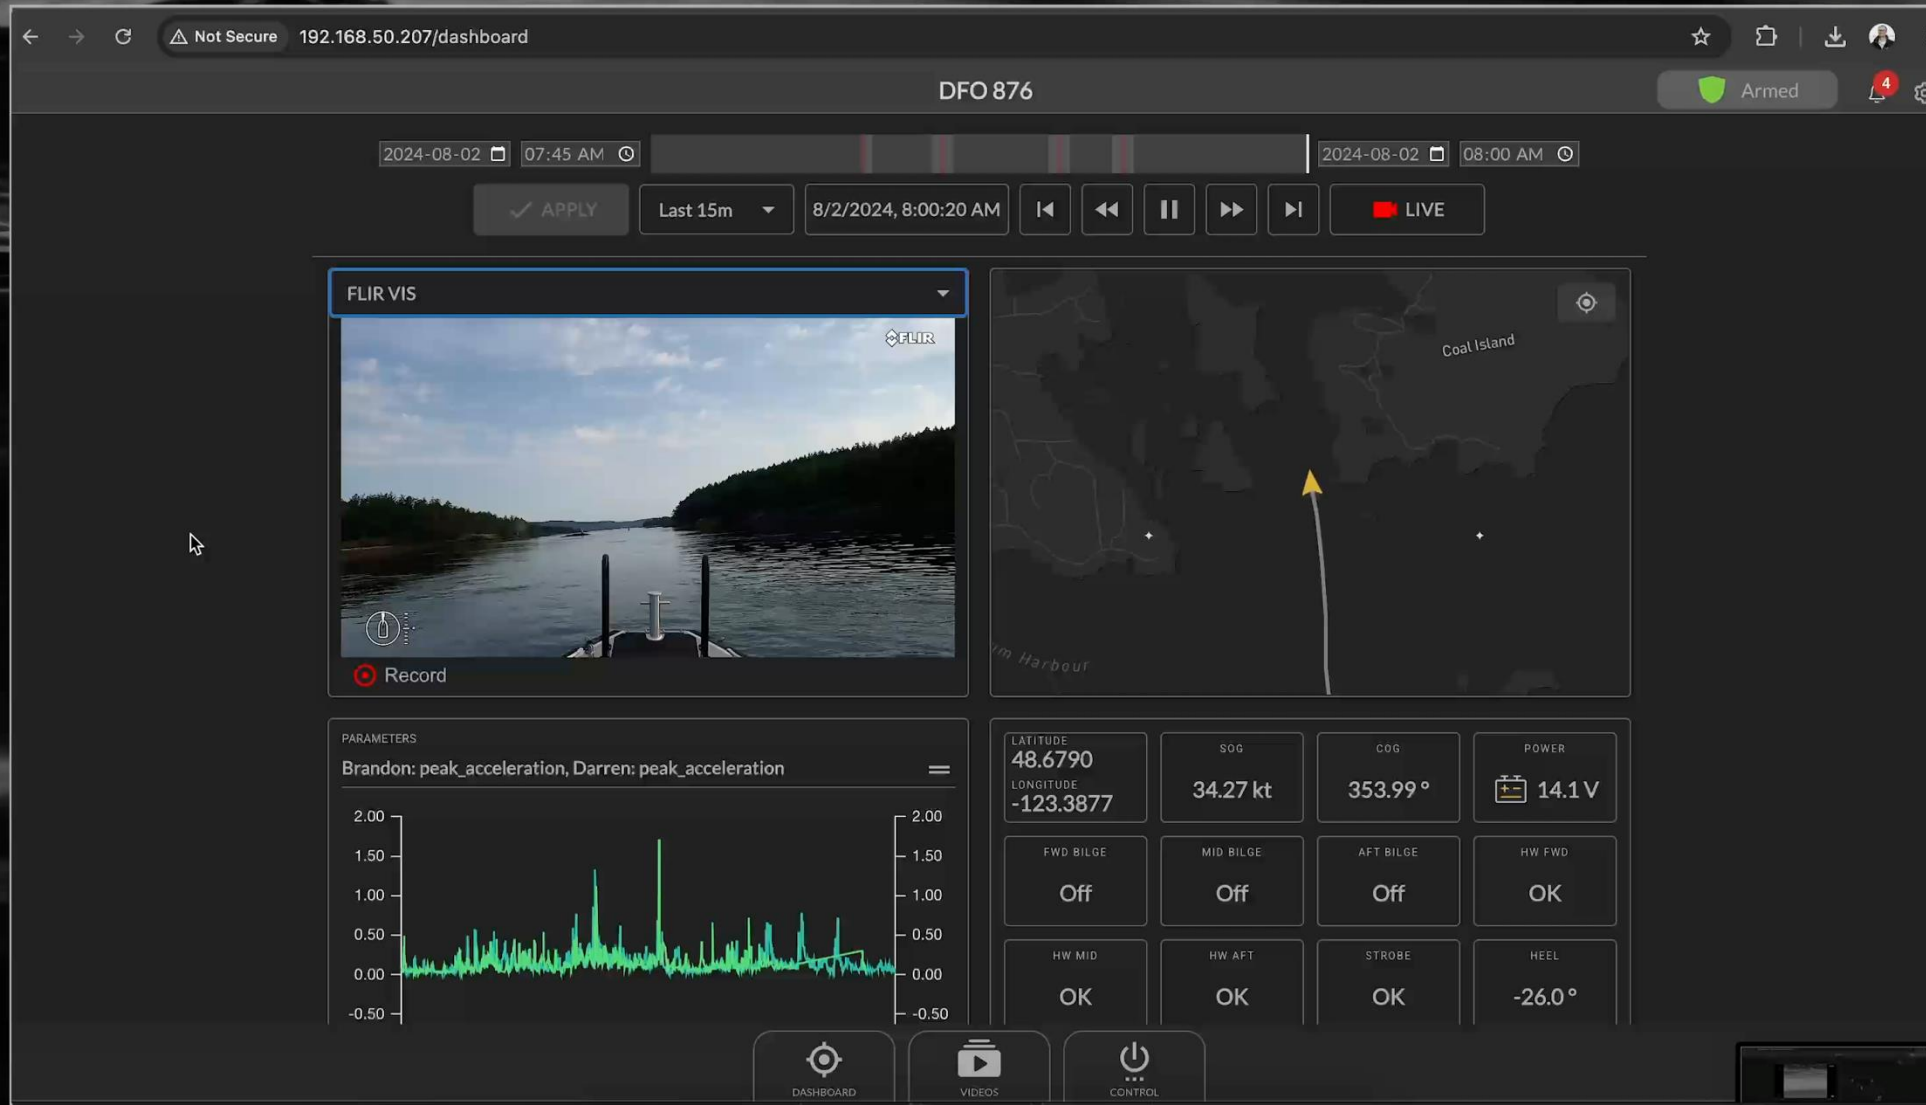 Not Secure 192.168.50.207/dashboard
DFO 876
Armed
4
2024-08-02 07:45 AM 2024-08-02 08:00 AM
APPLY Last 15m 8/2/2024, 8:00:20 AM LIVE
FLIR VIS
FLIR
Record
Coal Island
Harbour
PARAMETERS
Brandon: peak_acceleration, Darren: peak_acceleration
2.00 2.00
1.50 1.50
1.00 1.00
0.50 0.50
0.00 0.00
-0.50 -0.50
LATITUDE
48.6790
LONGITUDE
-123.3877
SOG
34.27 kt
COG
353.99 °
POWER
14.1 V
FWD BILGE
Off
MID BILGE
Off
AFT BILGE
Off
HW FWD
OK
HW MID
OK
HW AFT
OK
STROBE
OK
HEEL
-26.0 °
DASHBOARD
VIDEOS
CONTROL